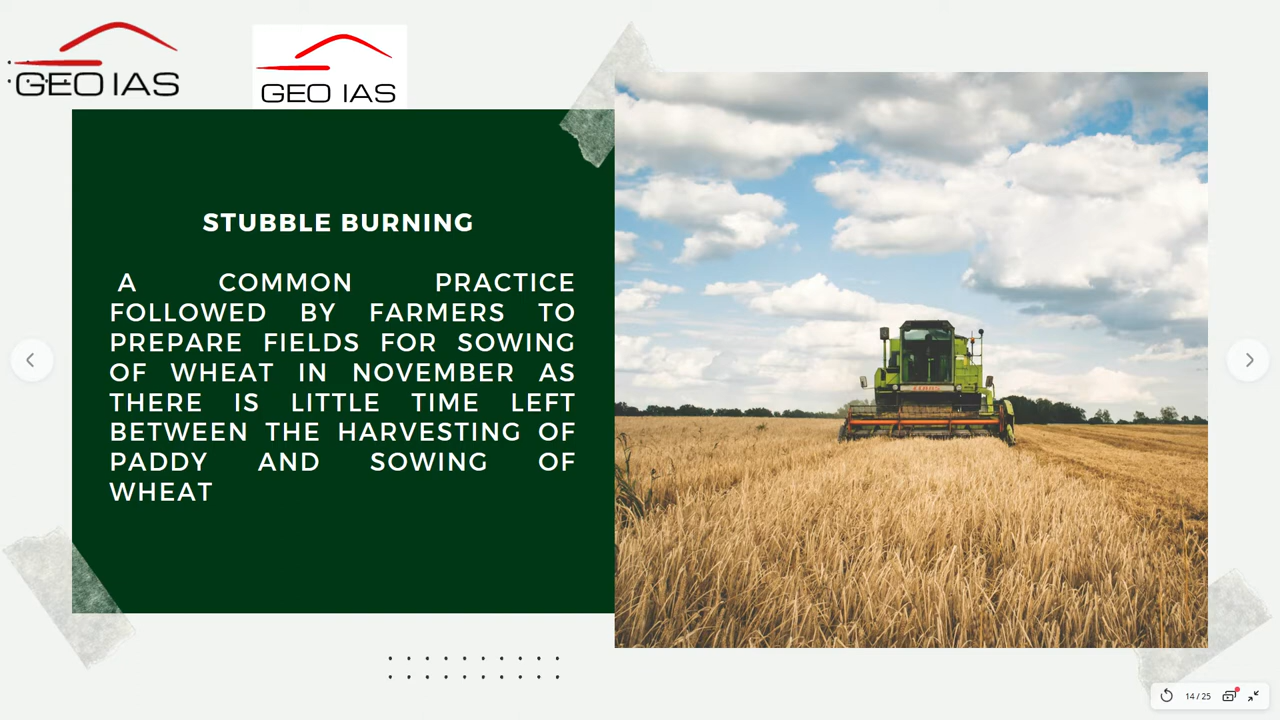 GEO IAS
GEO IAS
STUBBLE BURNING
A COMMON PRACTICE
FOLLOWED BY FARMERS TO
PREPARE FIELDS FOR SOWING
OF WHEAT IN NOVEMBER AS
THERE IS LITTLE TIME LEFT
BETWEEN THE HARVESTING OF
PADDY AND SOWING OF
WHEAT
CLAAS
14 / 25